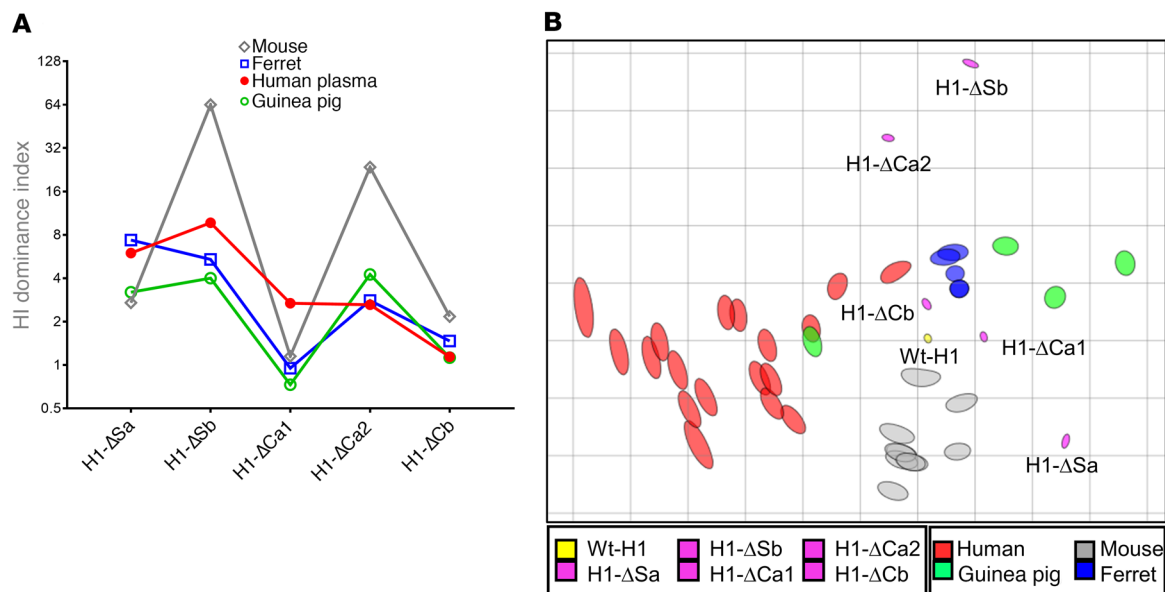 A
Mouse
Ferret
Human plasma
Guinea pig
HI dominance index
128
64
32
16
8
4
2
1
0.5
H1-ΔSa
H1-ΔSb
H1-ΔCa1
H1-ΔCa2
H1-ΔCb
B
H1-ΔSb
H1-ΔCa2
H1-ΔCb
Wt-H1
H1-ΔCa1
H1-ΔSa
Wt-H1 H1-ΔSb H1-ΔCa2
H1-ΔSa H1-ΔCa1 H1-ΔCb
Human Mouse
Guinea pig Ferret